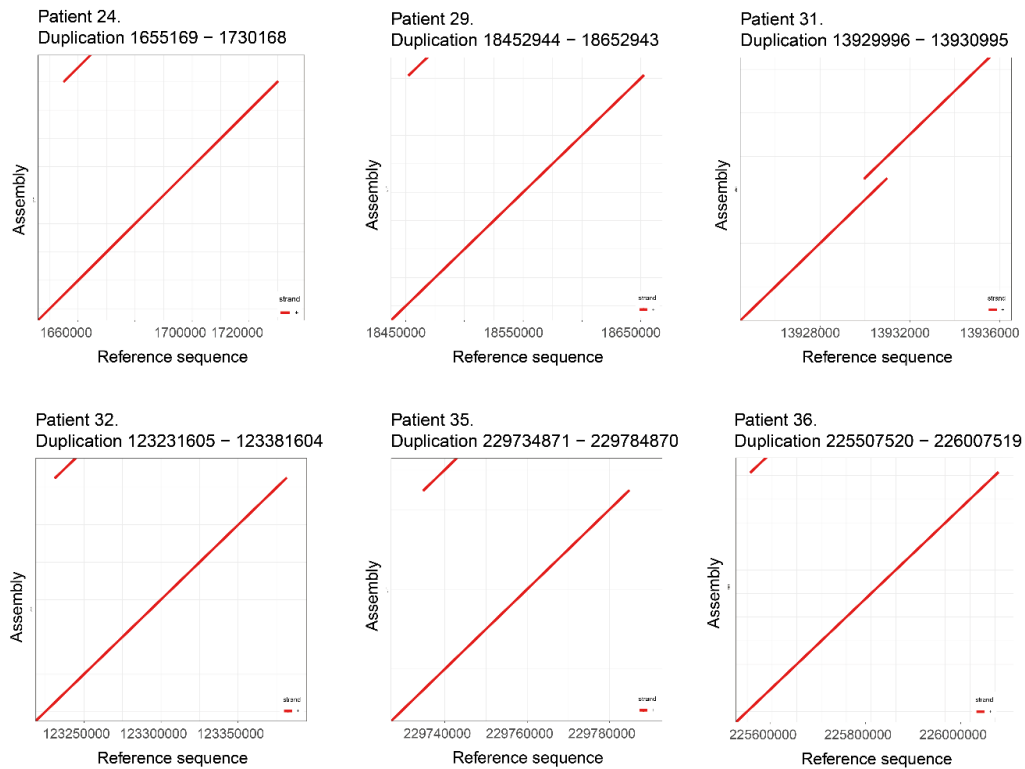 Patient 24.
Duplication 1655169 – 1730168
Assembly
strand
+
1660000 1700000 1720000
Reference sequence
Patient 29.
Duplication 18452944 – 18652943
Assembly
strand
18450000 18550000 18650000
Reference sequence
Patient 31.
Duplication 13929996 – 13930995
Assembly
strand
+
13928000 13932000 13936000
Reference sequence
Patient 32.
Duplication 123231605 – 123381604
Assembly
strand
123250000 123300000 123350000
Reference sequence
Patient 35.
Duplication 229734871 – 229784870
Assembly
strand
229740000 229760000 229780000
Reference sequence
Patient 36.
Duplication 225507520 – 226007519
Assembly
strand
+
225600000 225800000 226000000
Reference sequence